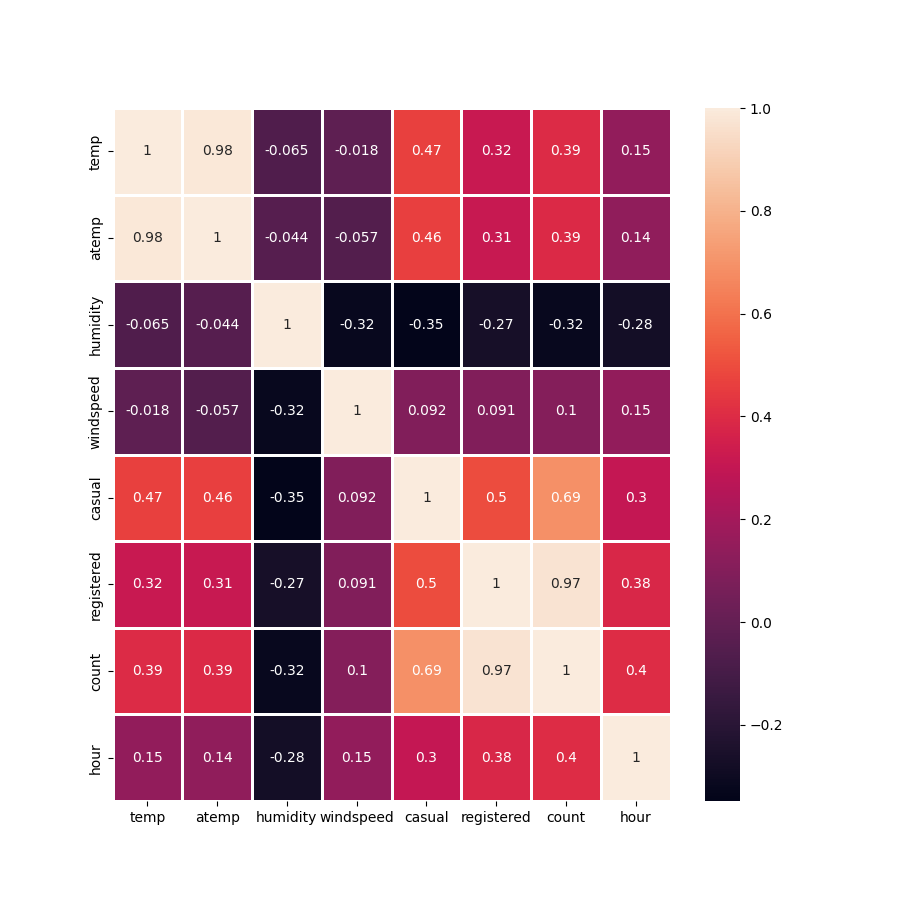 temp 1 0.98 -0.065 -0.018 0.47 0.32 0.39 0.15
atemp 0.98 1 -0.044 -0.057 0.46 0.31 0.39 0.14
humidity -0.065 -0.044 1 -0.32 -0.35 -0.27 -0.32 -0.28
windspeed -0.018 -0.057 -0.32 1 0.092 0.091 0.1 0.15
casual 0.47 0.46 -0.35 0.092 1 0.5 0.69 0.3
registered 0.32 0.31 -0.27 0.091 0.5 1 0.97 0.38
count 0.39 0.39 -0.32 0.1 0.69 0.97 1 0.4
hour 0.15 0.14 -0.28 0.15 0.3 0.38 0.4 1
temp atemp humidity windspeed casual registered count hour
1.0
0.8
0.6
0.4
0.2
0.0
−0.2